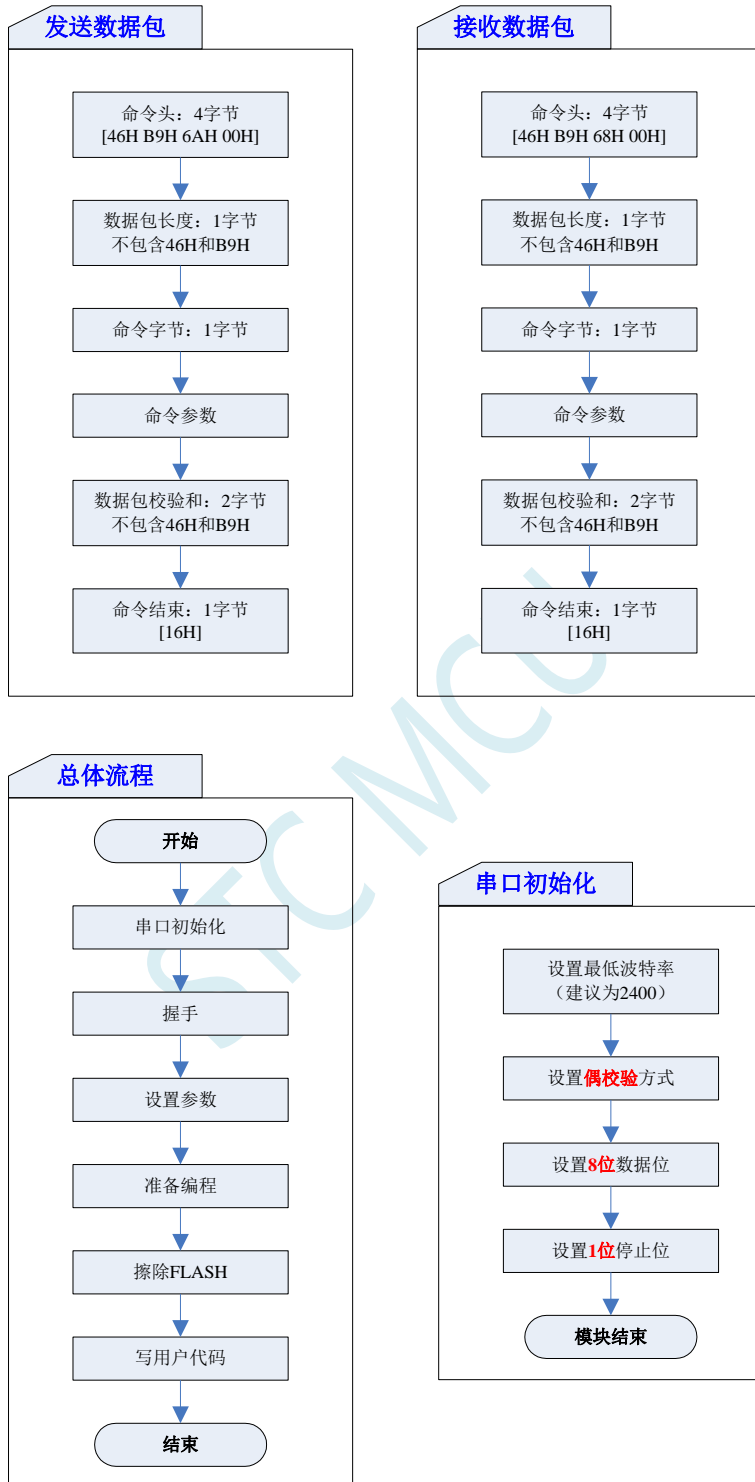 发送数据包
命令头：4字节
[46H B9H 6AH 00H]
数据包长度：1字节
不包含46H和B9H
命令字节：1字节
命令参数
数据包校验和：2字节
不包含46H和B9H
命令结束：1字节
[16H]
接收数据包
命令头：4字节
[46H B9H 68H 00H]
数据包长度：1字节
不包含46H和B9H
命令字节：1字节
命令参数
数据包校验和：2字节
不包含46H和B9H
命令结束：1字节
[16H]
总体流程
开始
串口初始化
握手
设置参数
准备编程
擦除FLASH
写用户代码
结束
串口初始化
设置最低波特率
（建议为2400）
设置偶校验方式
设置8位数据位
设置1位停止位
模块结束
STC MCU